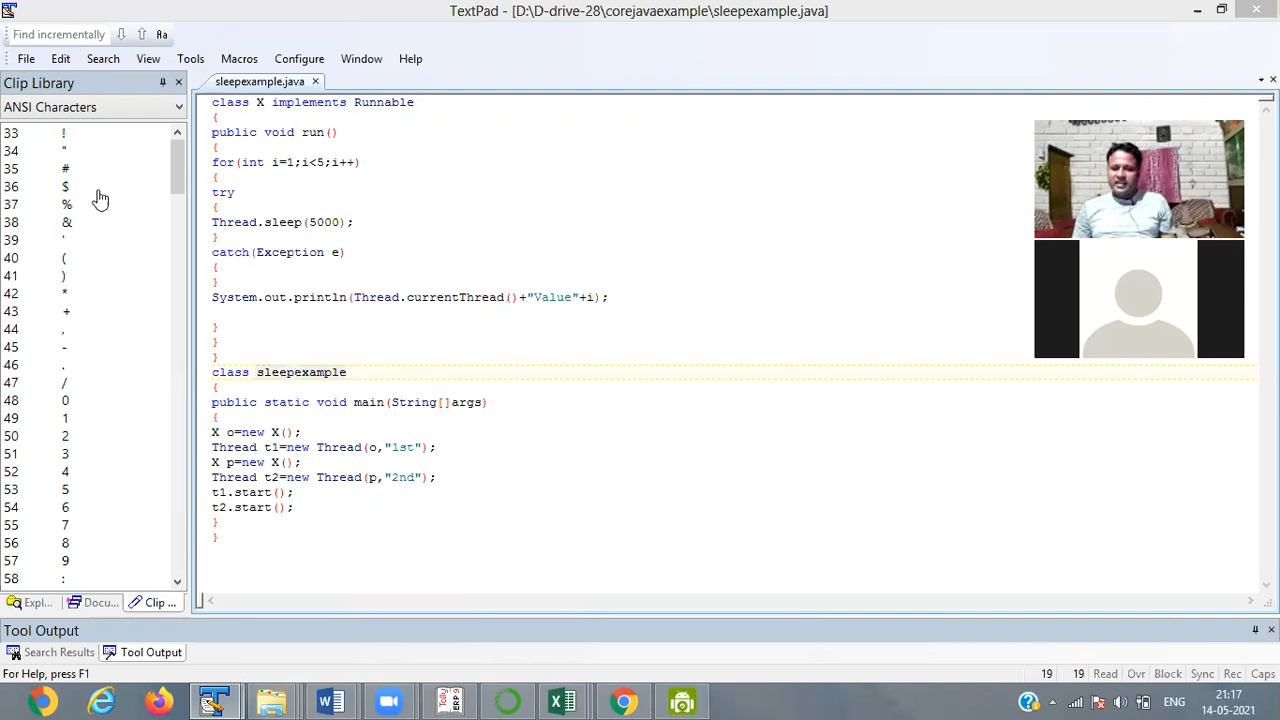 TextPad - [D:\D-drive-28\corejavaexample\sleepexample.java]
Find incrementally
Aa
File Edit Search View Tools Macros Configure Window Help
Clip Library
ANSI Characters
33 !
34 "
35 #
36 $
37 %
38 &
39 '
40 (
41 )
42 *
43 +
44 ,
45 -
46 .
47 /
48 0
49 1
50 2
51 3
52 4
53 5
54 6
55 7
56 8
57 9
58 :
Expl... Docu... Clip ...
sleepexample.java
class X implements Runnable
{
public void run()
{
for(int i=1;i<5;i++)
{
try
{
Thread.sleep(5000);
}
catch(Exception e)
{
}
System.out.println(Thread.currentThread()+"Value"+i);
}
}
}
class sleepexample
{
public static void main(String[]args)
{
X o=new X();
Thread t1=new Thread(o,"1st");
X p=new X();
Thread t2=new Thread(p,"2nd");
t1.start();
t2.start();
}
}
Tool Output
Search Results Tool Output
For Help, press F1
19 19 Read Ovr Block Sync Rec Caps
ENG
21:17
14-05-2021